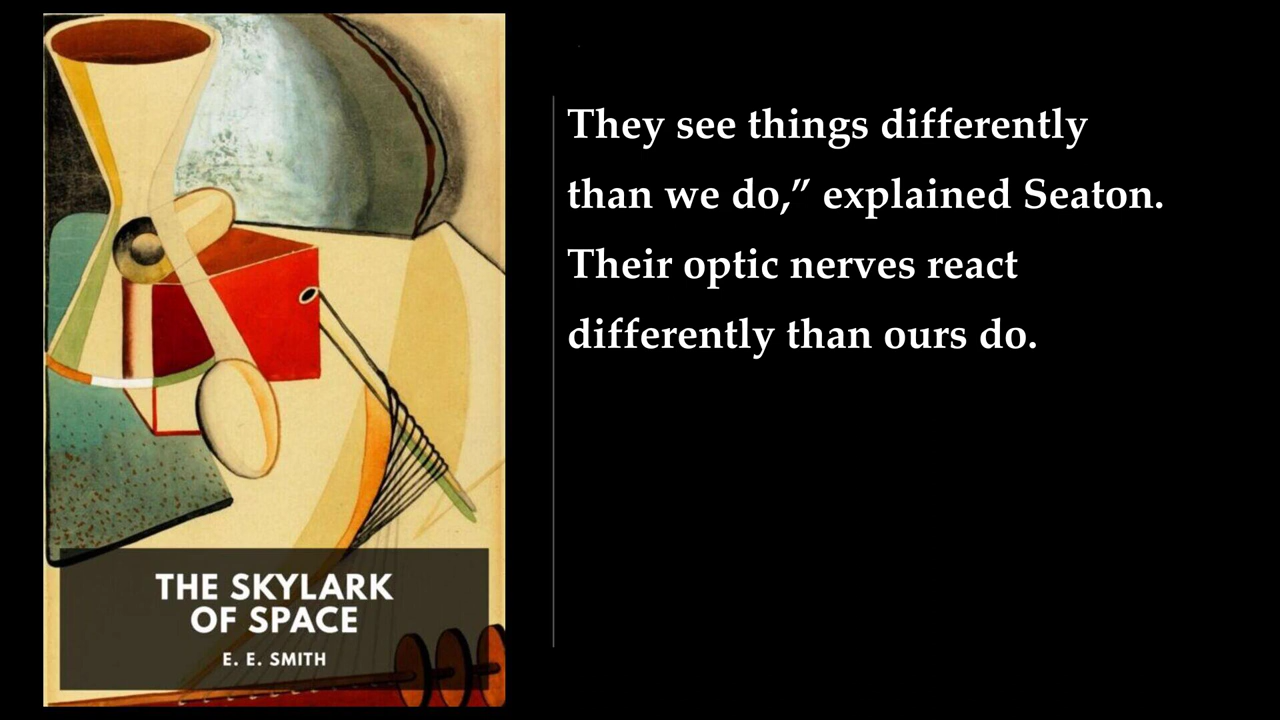 THE SKYLARK
OF SPACE
E. E. SMITH
They see things differently
than we do,” explained Seaton.
Their optic nerves react
differently than ours do.